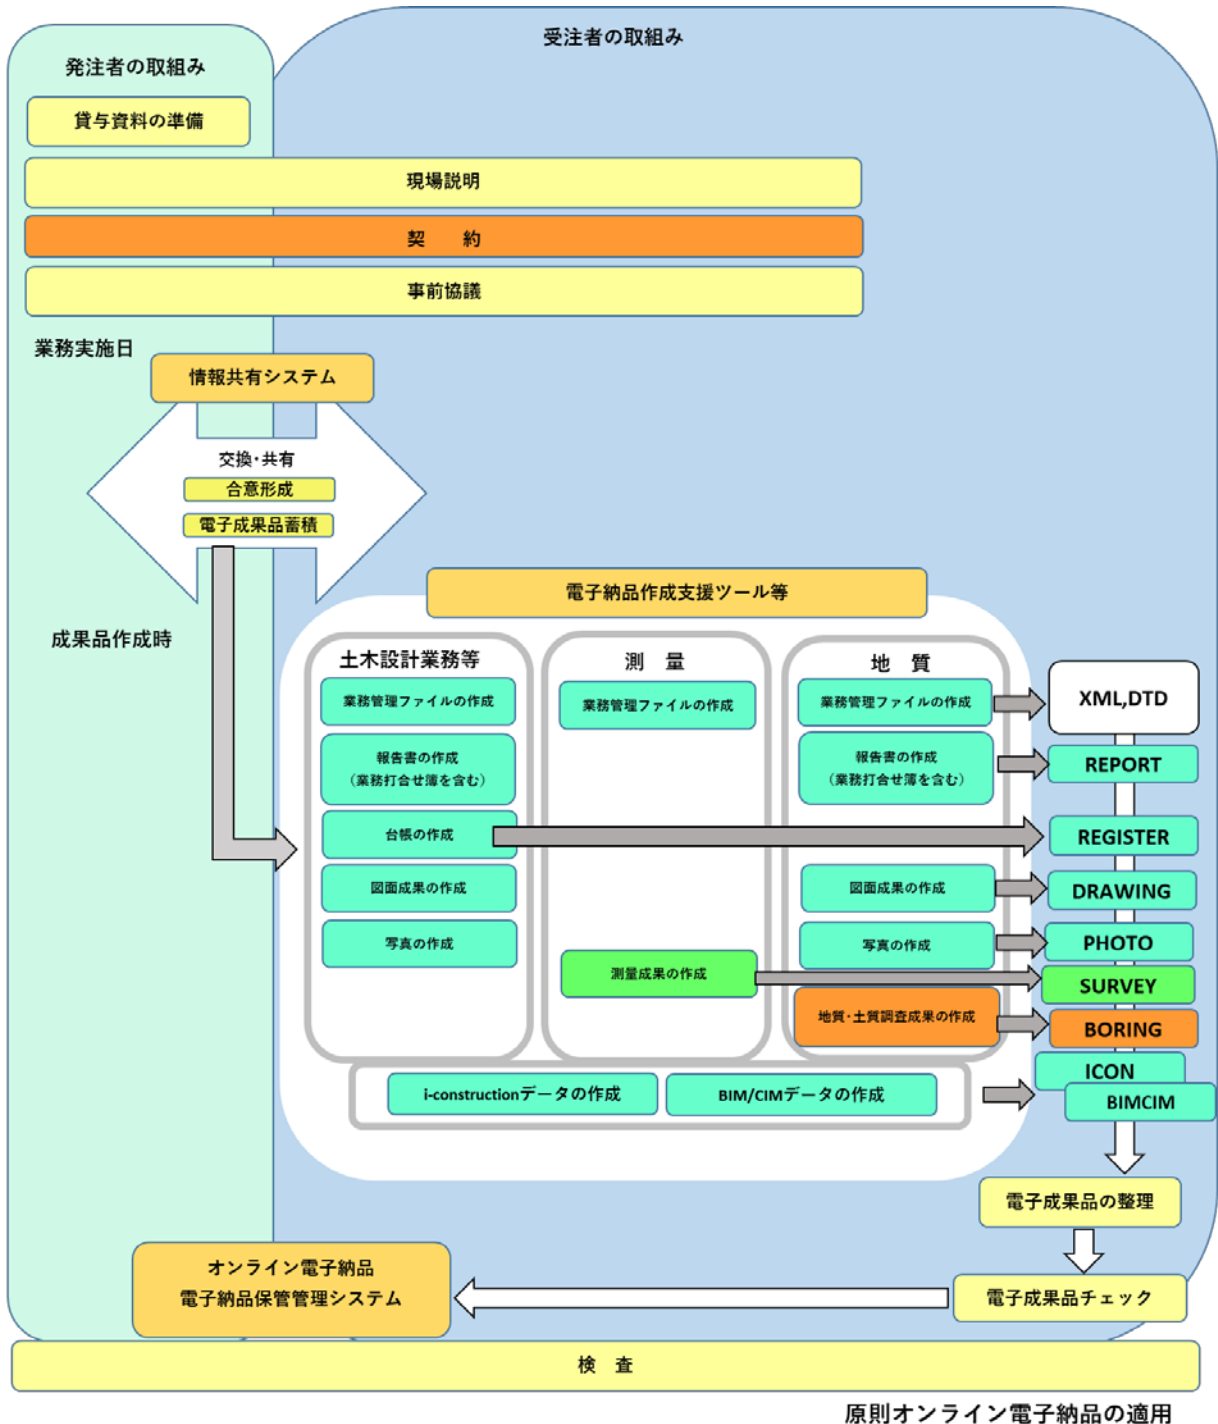 受注者の取組み
発注者の取組み
貸与資料の準備
現場説明
契　約
事前協議
業務実施日
情報共有システム
交換・共有
合意形成
電子成果品蓄積
成果品作成時
電子納品作成支援ツール等
土木設計業務等
業務管理ファイルの作成
報告書の作成
（業務打合せ簿を含む）
台帳の作成
図面成果の作成
写真の作成
測　量
業務管理ファイルの作成
測量成果の作成
地　質
業務管理ファイルの作成
報告書の作成
（業務打合せ簿を含む）
図面成果の作成
写真の作成
地質・土質調査成果の作成
i-constructionデータの作成
BIM/CIMデータの作成
XML,DTD
REPORT
REGISTER
DRAWING
PHOTO
SURVEY
BORING
ICON
BIMCIM
電子成果品の整理
電子成果品チェック
オンライン電子納品
電子納品保管管理システム
検　査
原則オンライン電子納品の適用